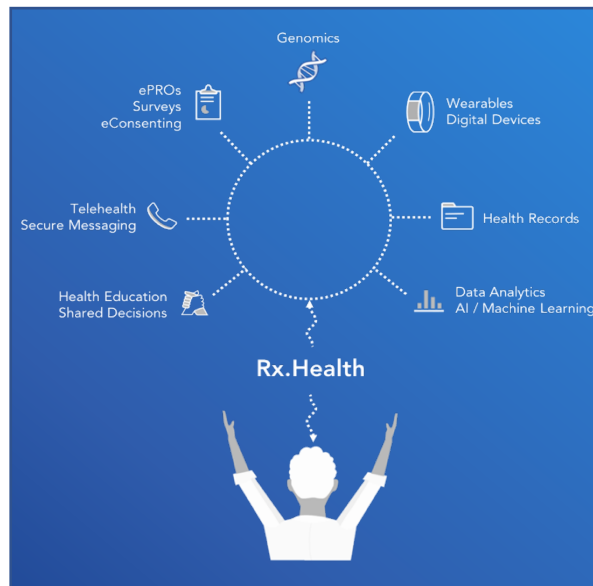 Genomics
ePROs
Surveys
eConsenting
Wearables
Digital Devices
Telehealth
Secure Messaging
Health Records
Health Education
Shared Decisions
Data Analytics
AI / Machine Learning
Rx.Health